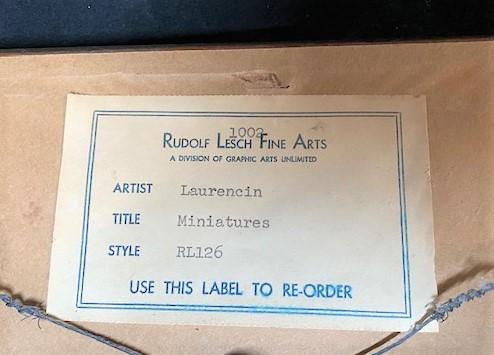 1002
RUDOLF LESCH FINE ARTS
A DIVISION OF GRAPHIC ARTS UNLIMITED
ARTIST Laurencin
TITLE Miniatures
STYLE RL126
USE THIS LABEL TO RE-ORDER